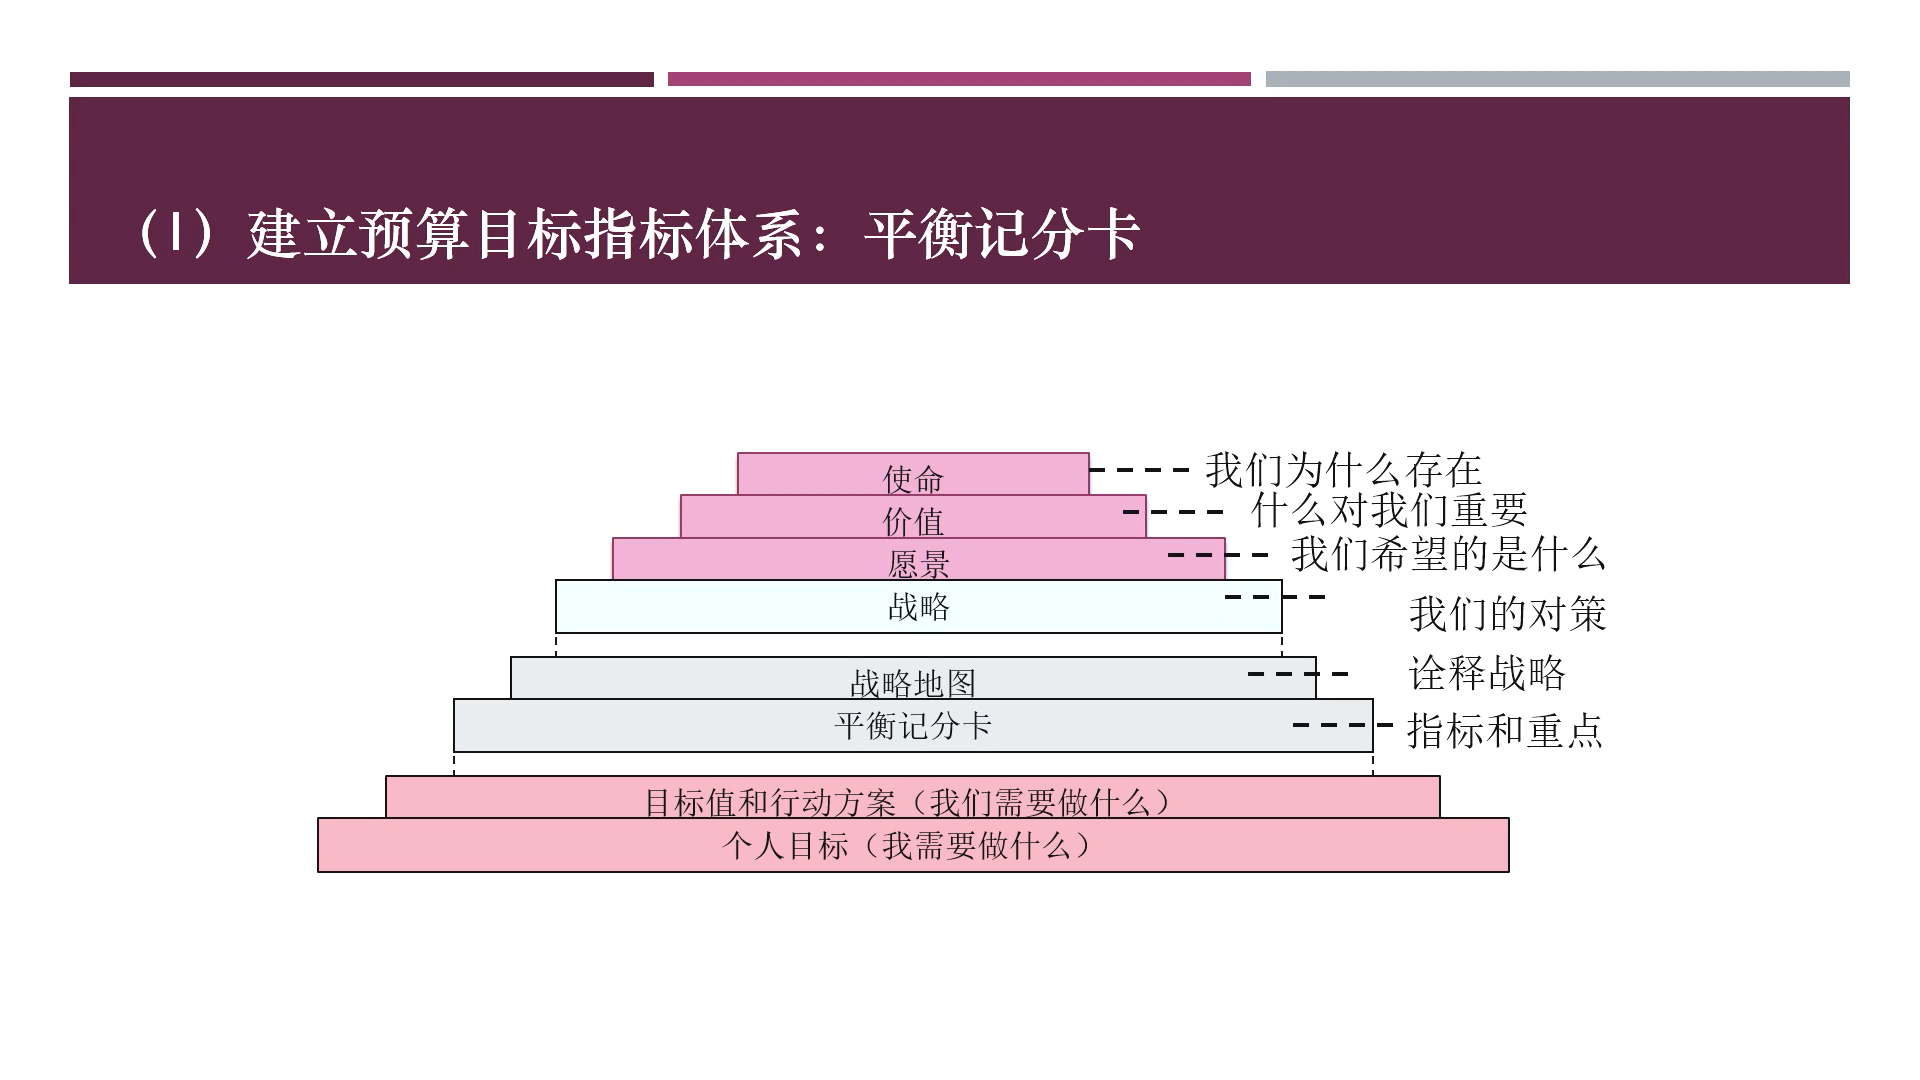 （1）建立预算目标指标体系：平衡记分卡
使命 我们为什么存在
价值 什么对我们重要
愿景 我们希望的是什么
战略 我们的对策
战略地图 诠释战略
平衡记分卡 指标和重点
目标值和行动方案（我们需要做什么）
个人目标（我需要做什么）